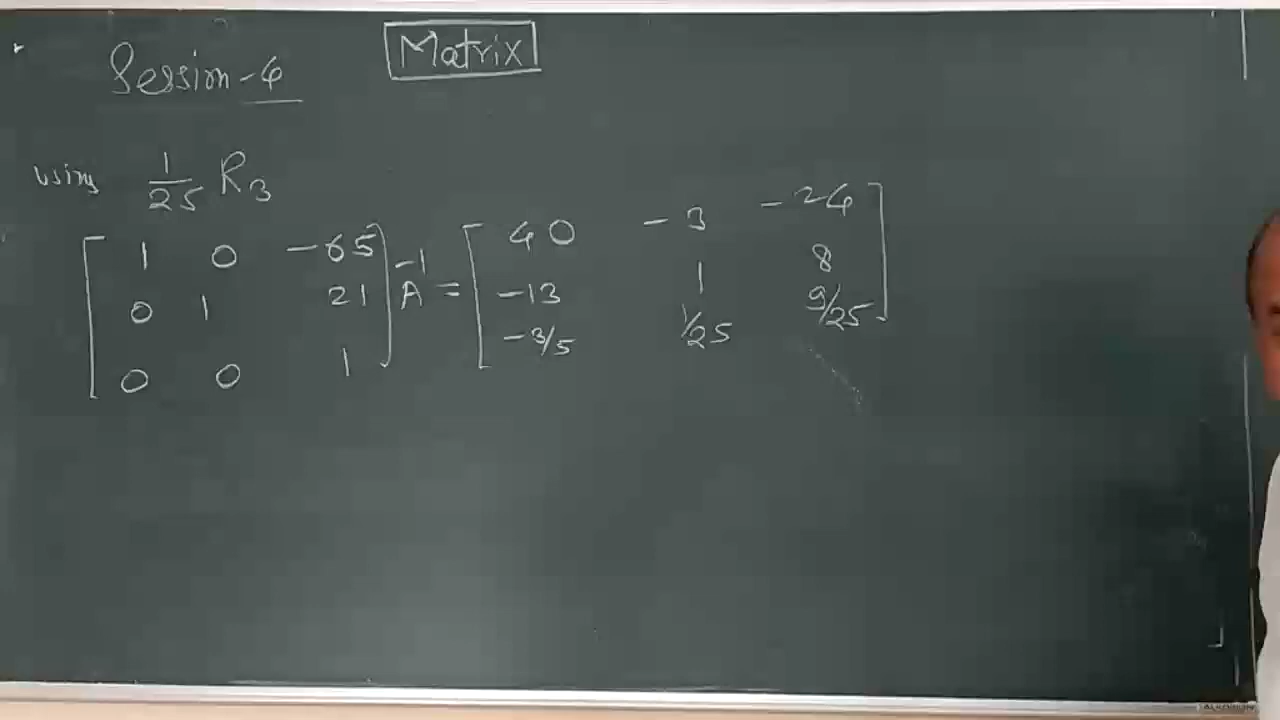 Matrix
Session-4
using 1/25 R3
[ 1 0 -65 ] A^-1 = [ 40 -3 -24 ]
[ 0 1 21 ] [ -13 1 8 ]
[ 0 0 1 ] [ -3/5 1/25 9/25 ]